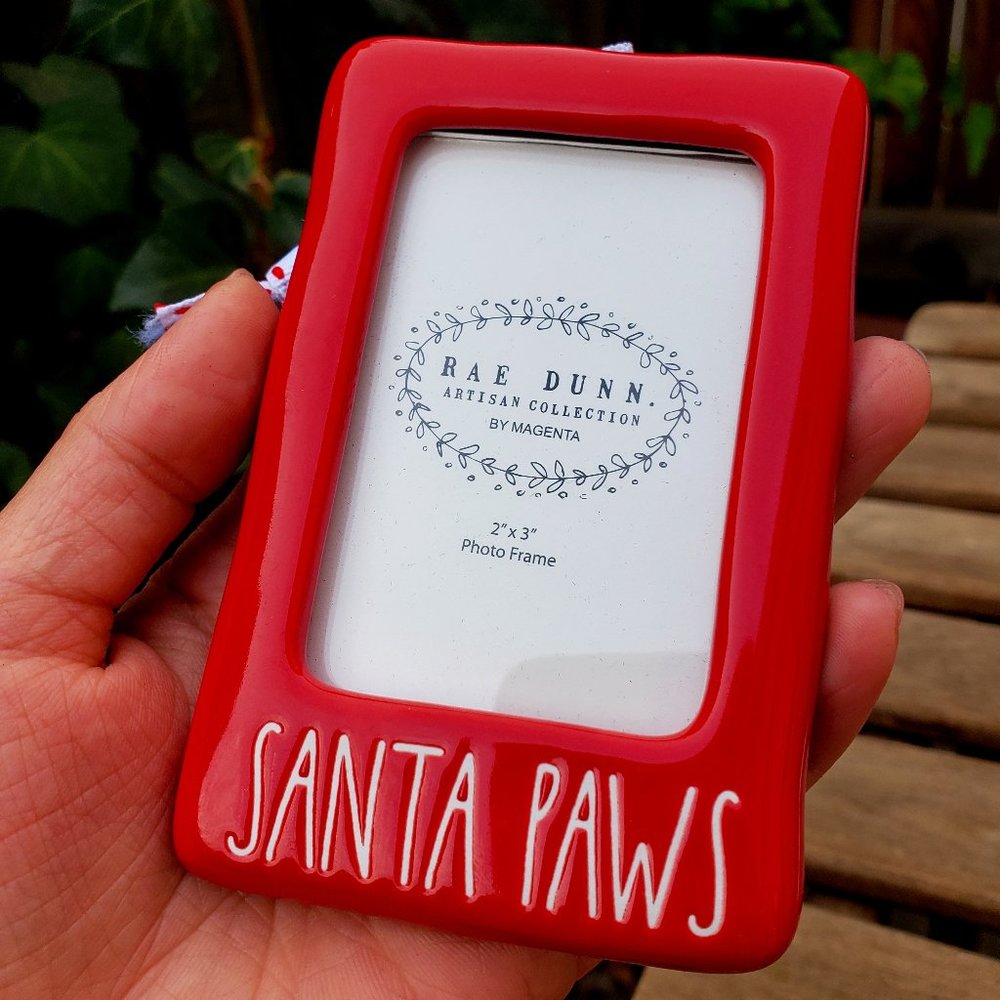 RAE DUNN.
ARTISAN COLLECTION
BY MAGENTA
2" x 3"
Photo Frame
SANTA PAWS